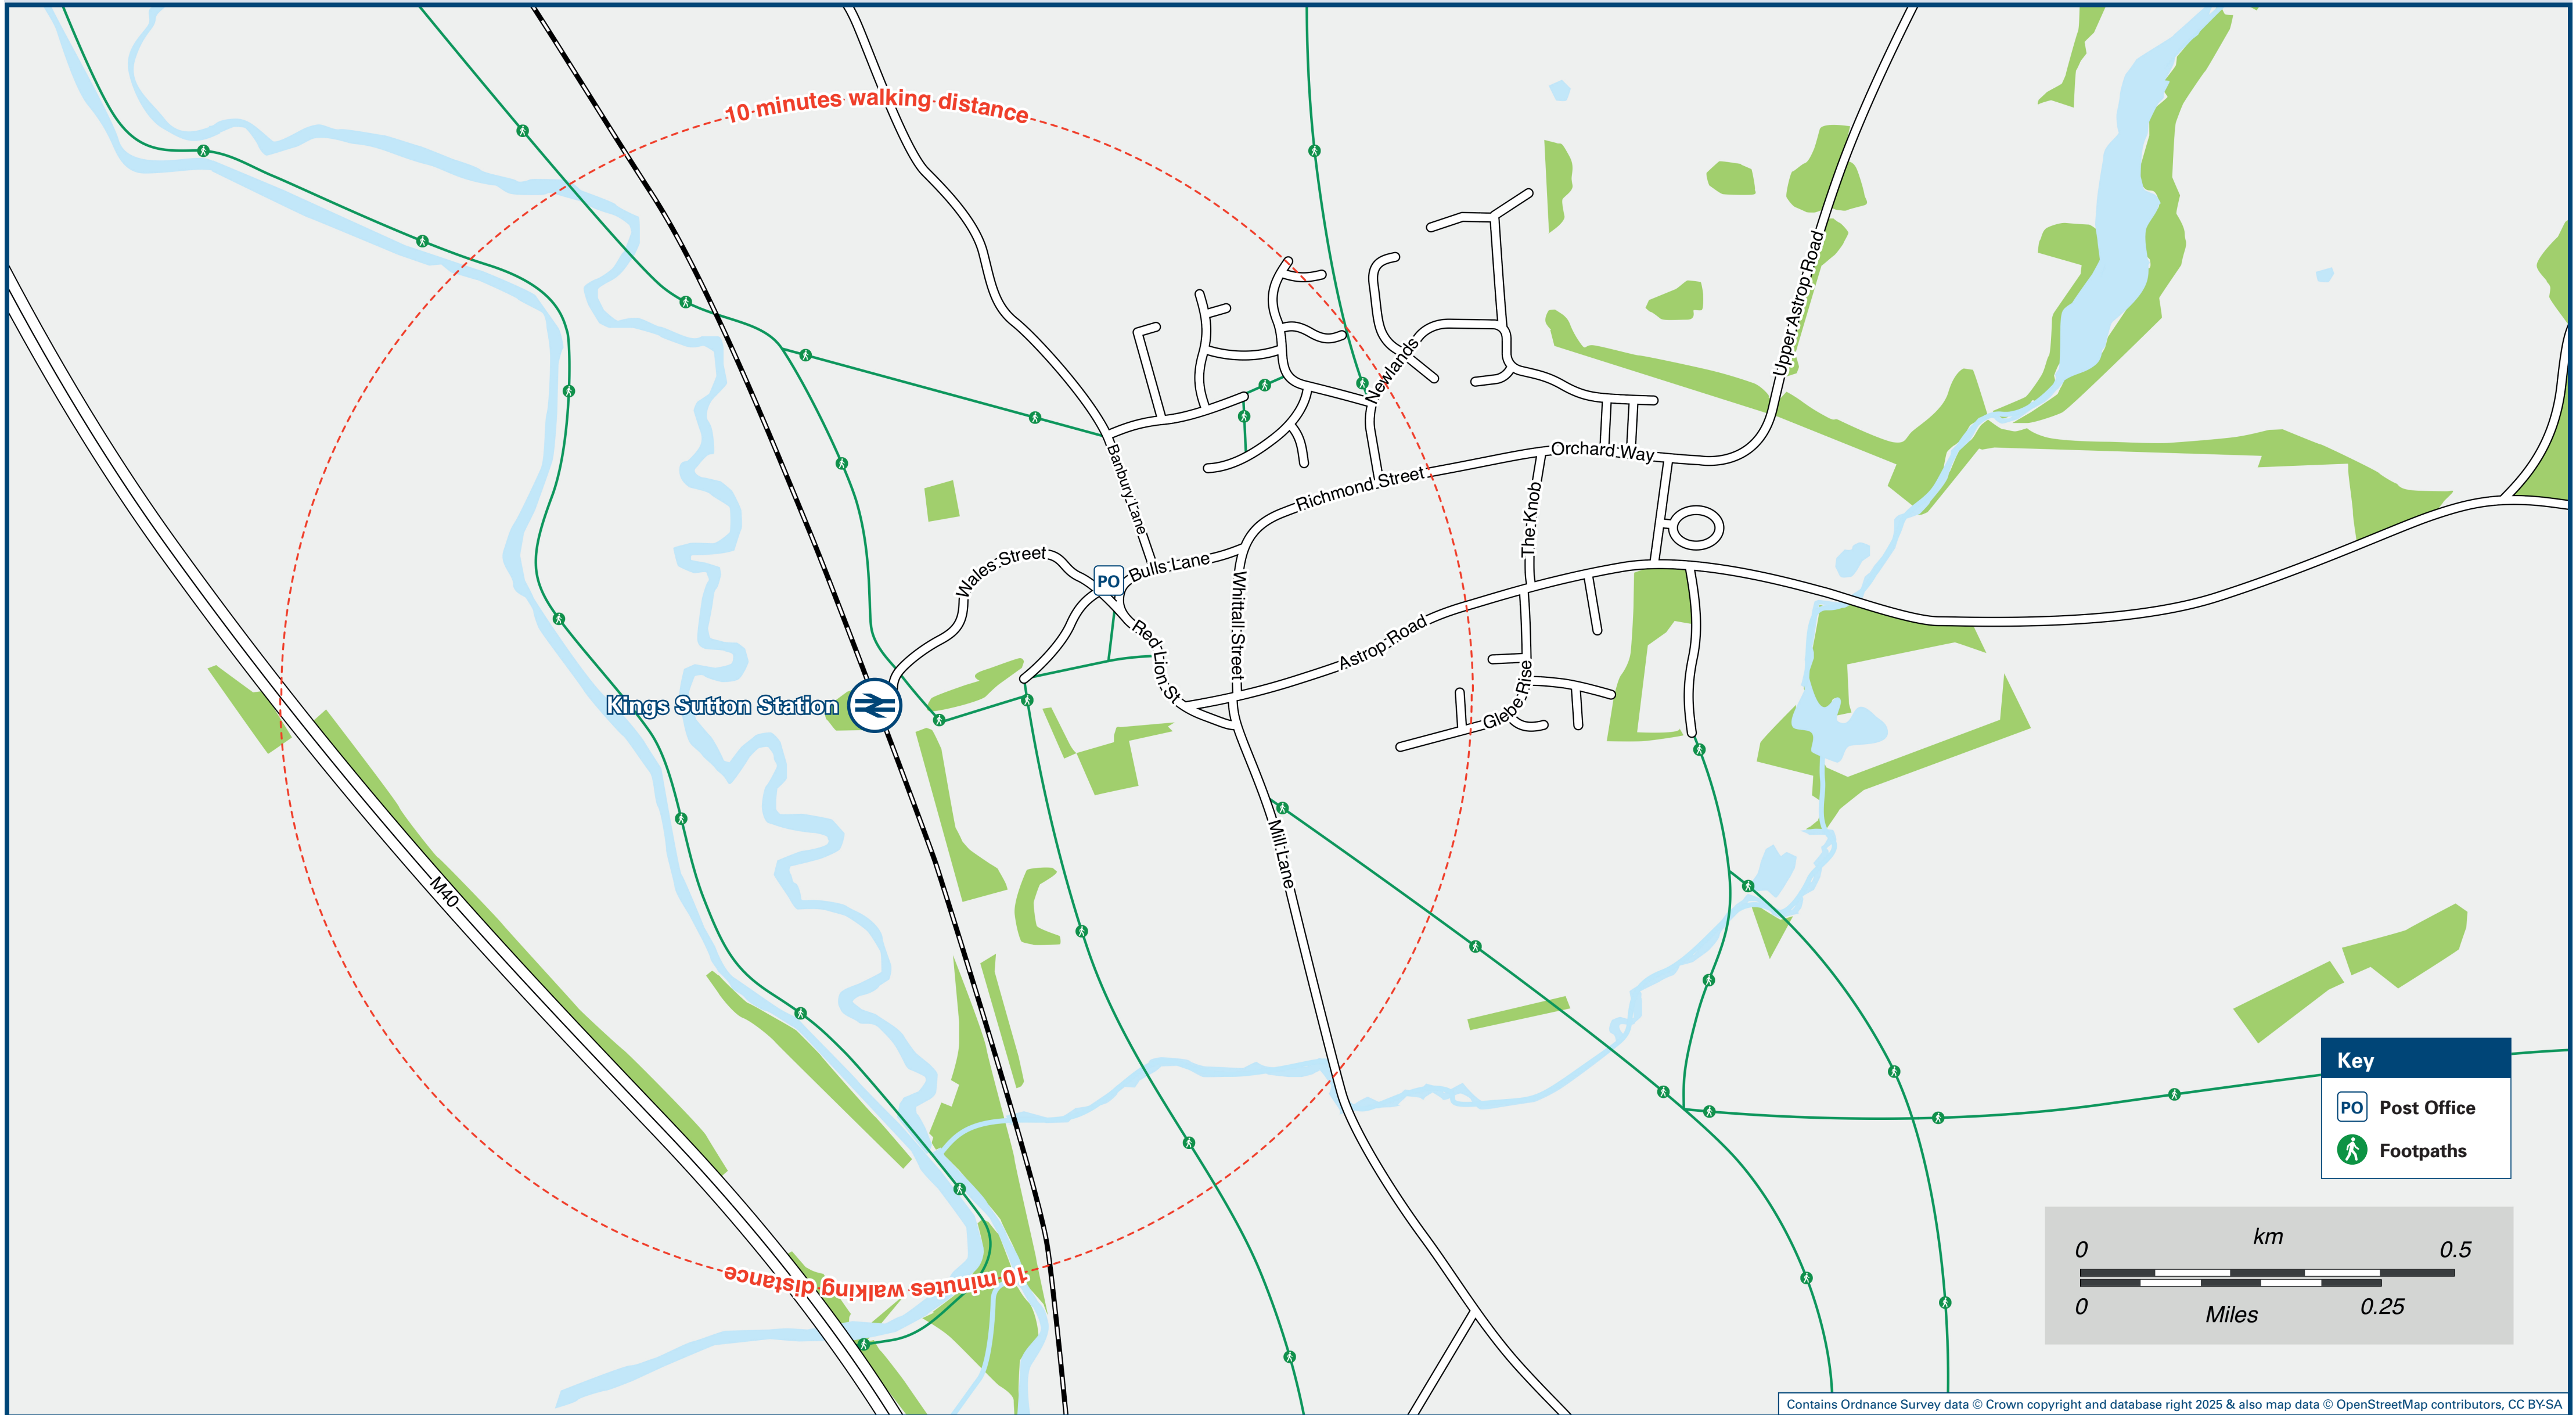 10 minutes walking distance
Upper Astrop Road
Newlands
Orchard Way
Richmond Street
Banbury Lane
The Knob
Wales Street
Bulls Lane
PO
Whittall Street
Red Lion St
Astrop Road
Glebe Rise
Kings Sutton Station
Mill Lane
M40
10 minutes walking distance
Key
PO Post Office
Footpaths
km
0 0.5
0 Miles 0.25
Contains Ordnance Survey data © Crown copyright and database right 2025 & also map data © OpenStreetMap contributors, CC BY-SA